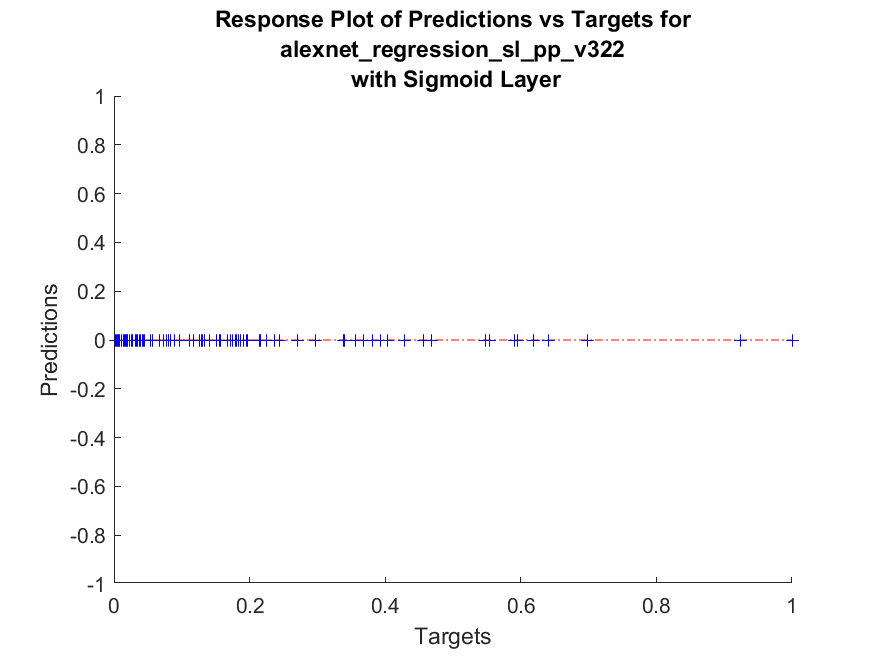 Response Plot of Predictions vs Targets for
alexnet_regression_sl_pp_v322
with Sigmoid Layer
1
0.8
0.6
0.4
0.2
0
-0.2
-0.4
-0.6
-0.8
-1
Predictions
0 0.2 0.4 0.6 0.8 1
Targets